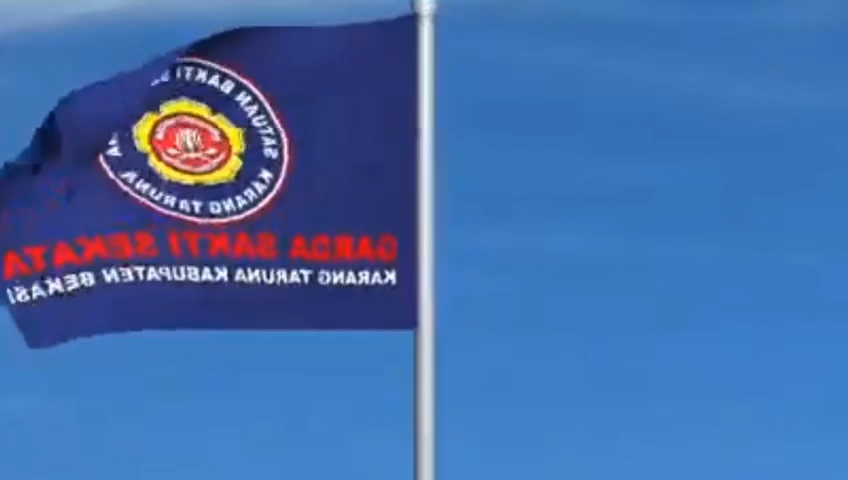 SATUAN BAKTI
KARANG TARUNA
GARDA SAKTI SEKATA
KARANG TARUNA KABUPATEN BEKASI